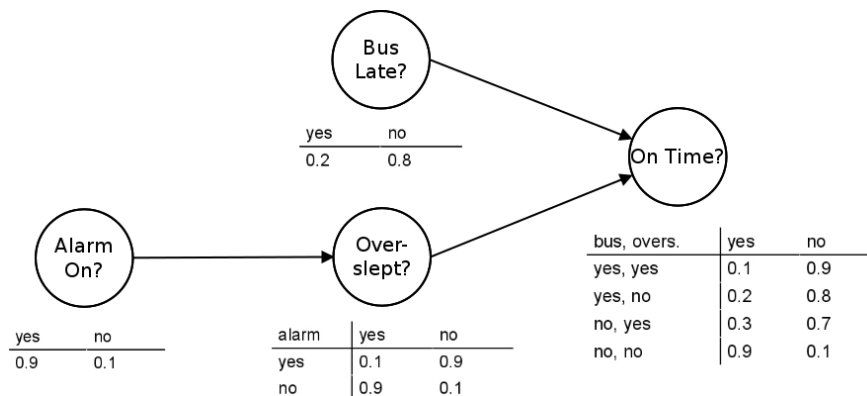 Bus
Late?
yes no
0.2 0.8
On Time?
Alarm
On?
yes no
0.9 0.1
Over-
slept?
alarm yes no
yes 0.1 0.9
no 0.9 0.1
bus, overs. yes no
yes, yes 0.1 0.9
yes, no 0.2 0.8
no, yes 0.3 0.7
no, no 0.9 0.1